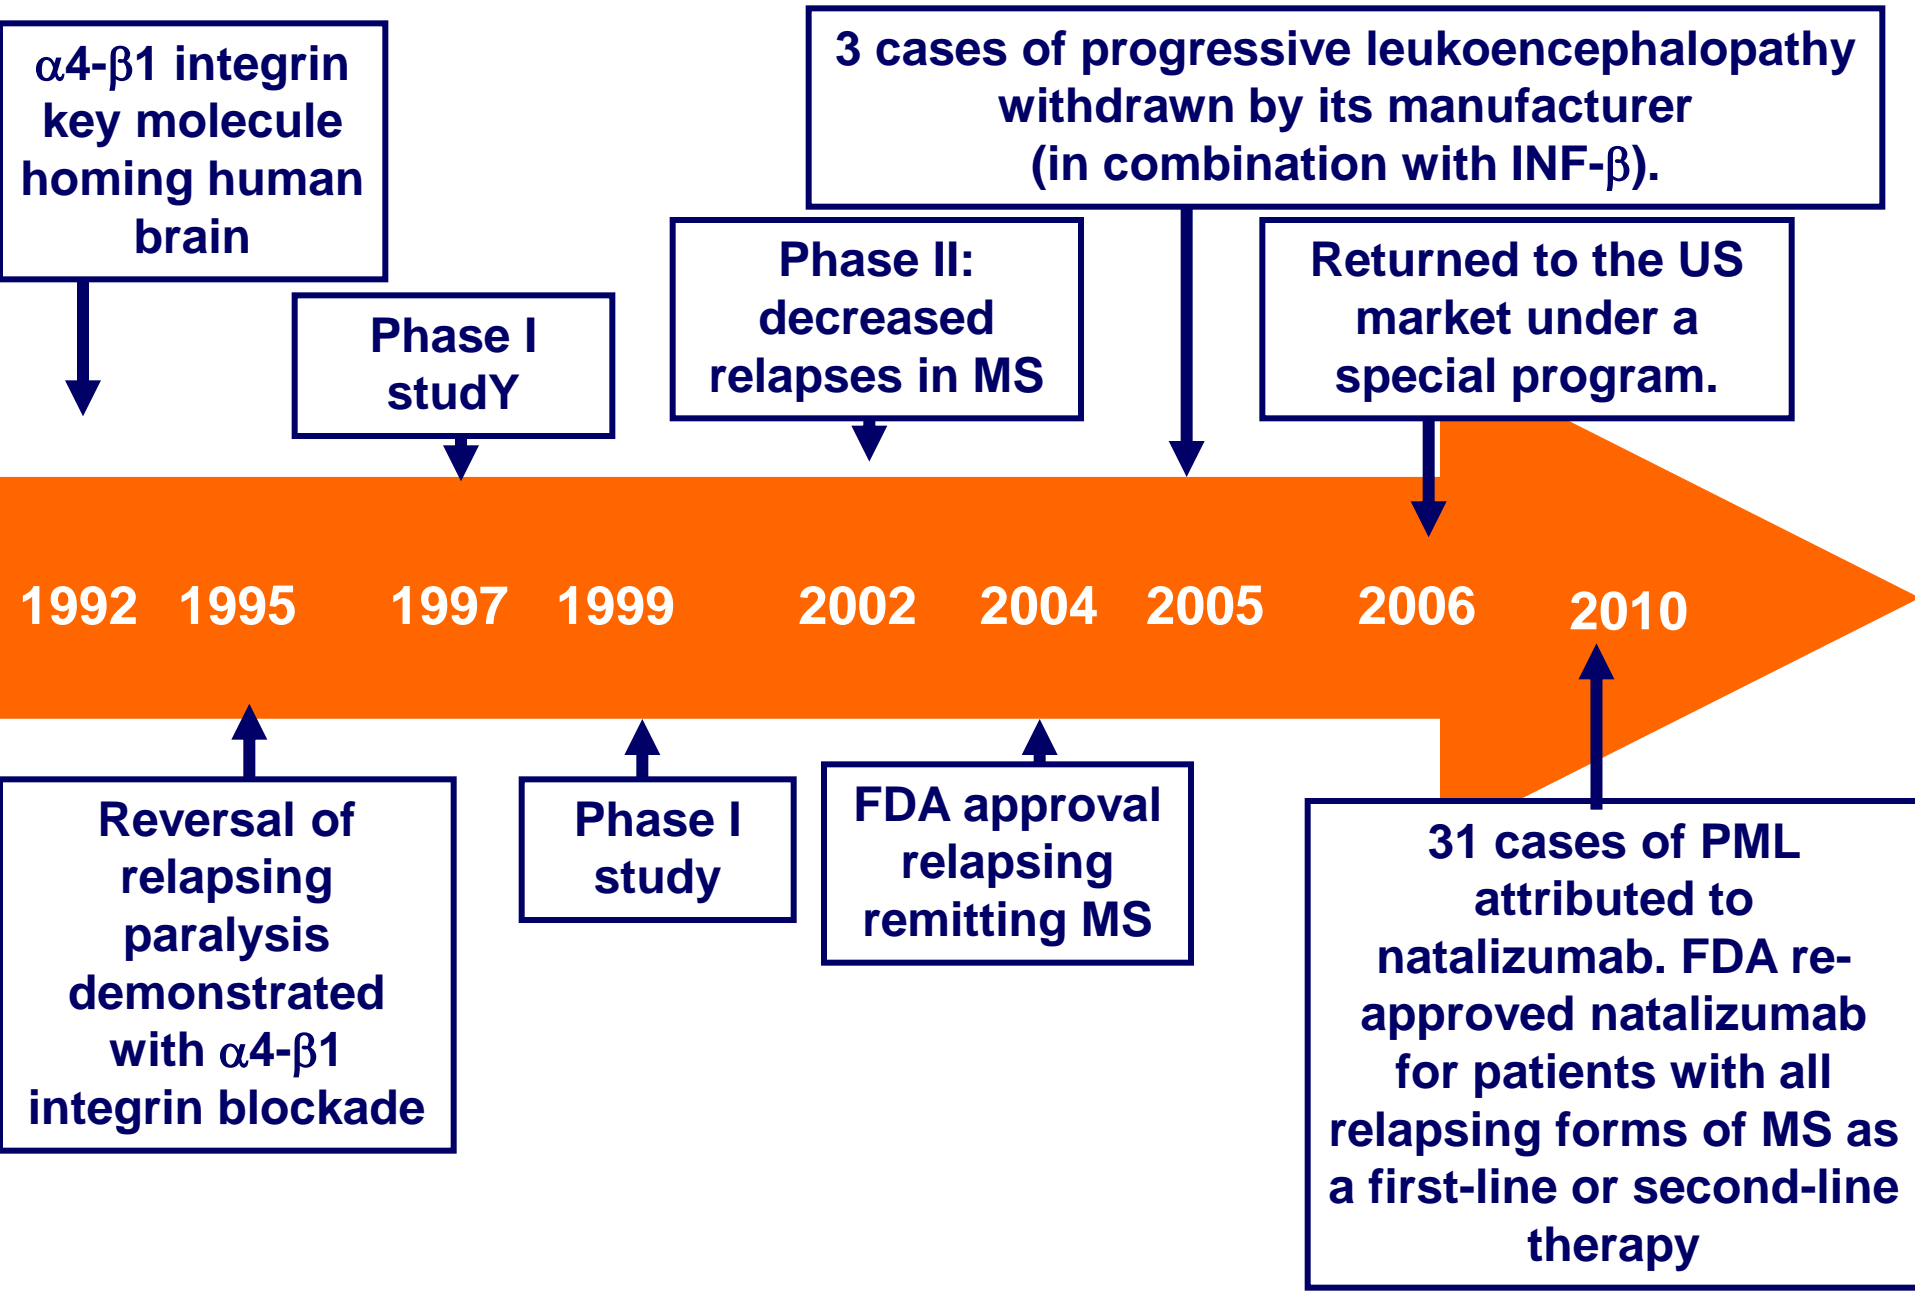 α4-β1 integrin
key molecule
homing human
brain
Phase I
studY
Phase II:
decreased
relapses in MS
3 cases of progressive leukoencephalopathy
withdrawn by its manufacturer
(in combination with INF-β).
Returned to the US
market under a
special program.
1992 1995 1997 1999 2002 2004 2005 2006 2010
Reversal of
relapsing
paralysis
demonstrated
with α4-β1
integrin blockade
Phase I
study
FDA approval
relapsing
remitting MS
31 cases of PML
attributed to
natalizumab. FDA re-
approved natalizumab
for patients with all
relapsing forms of MS as
a first-line or second-line
therapy